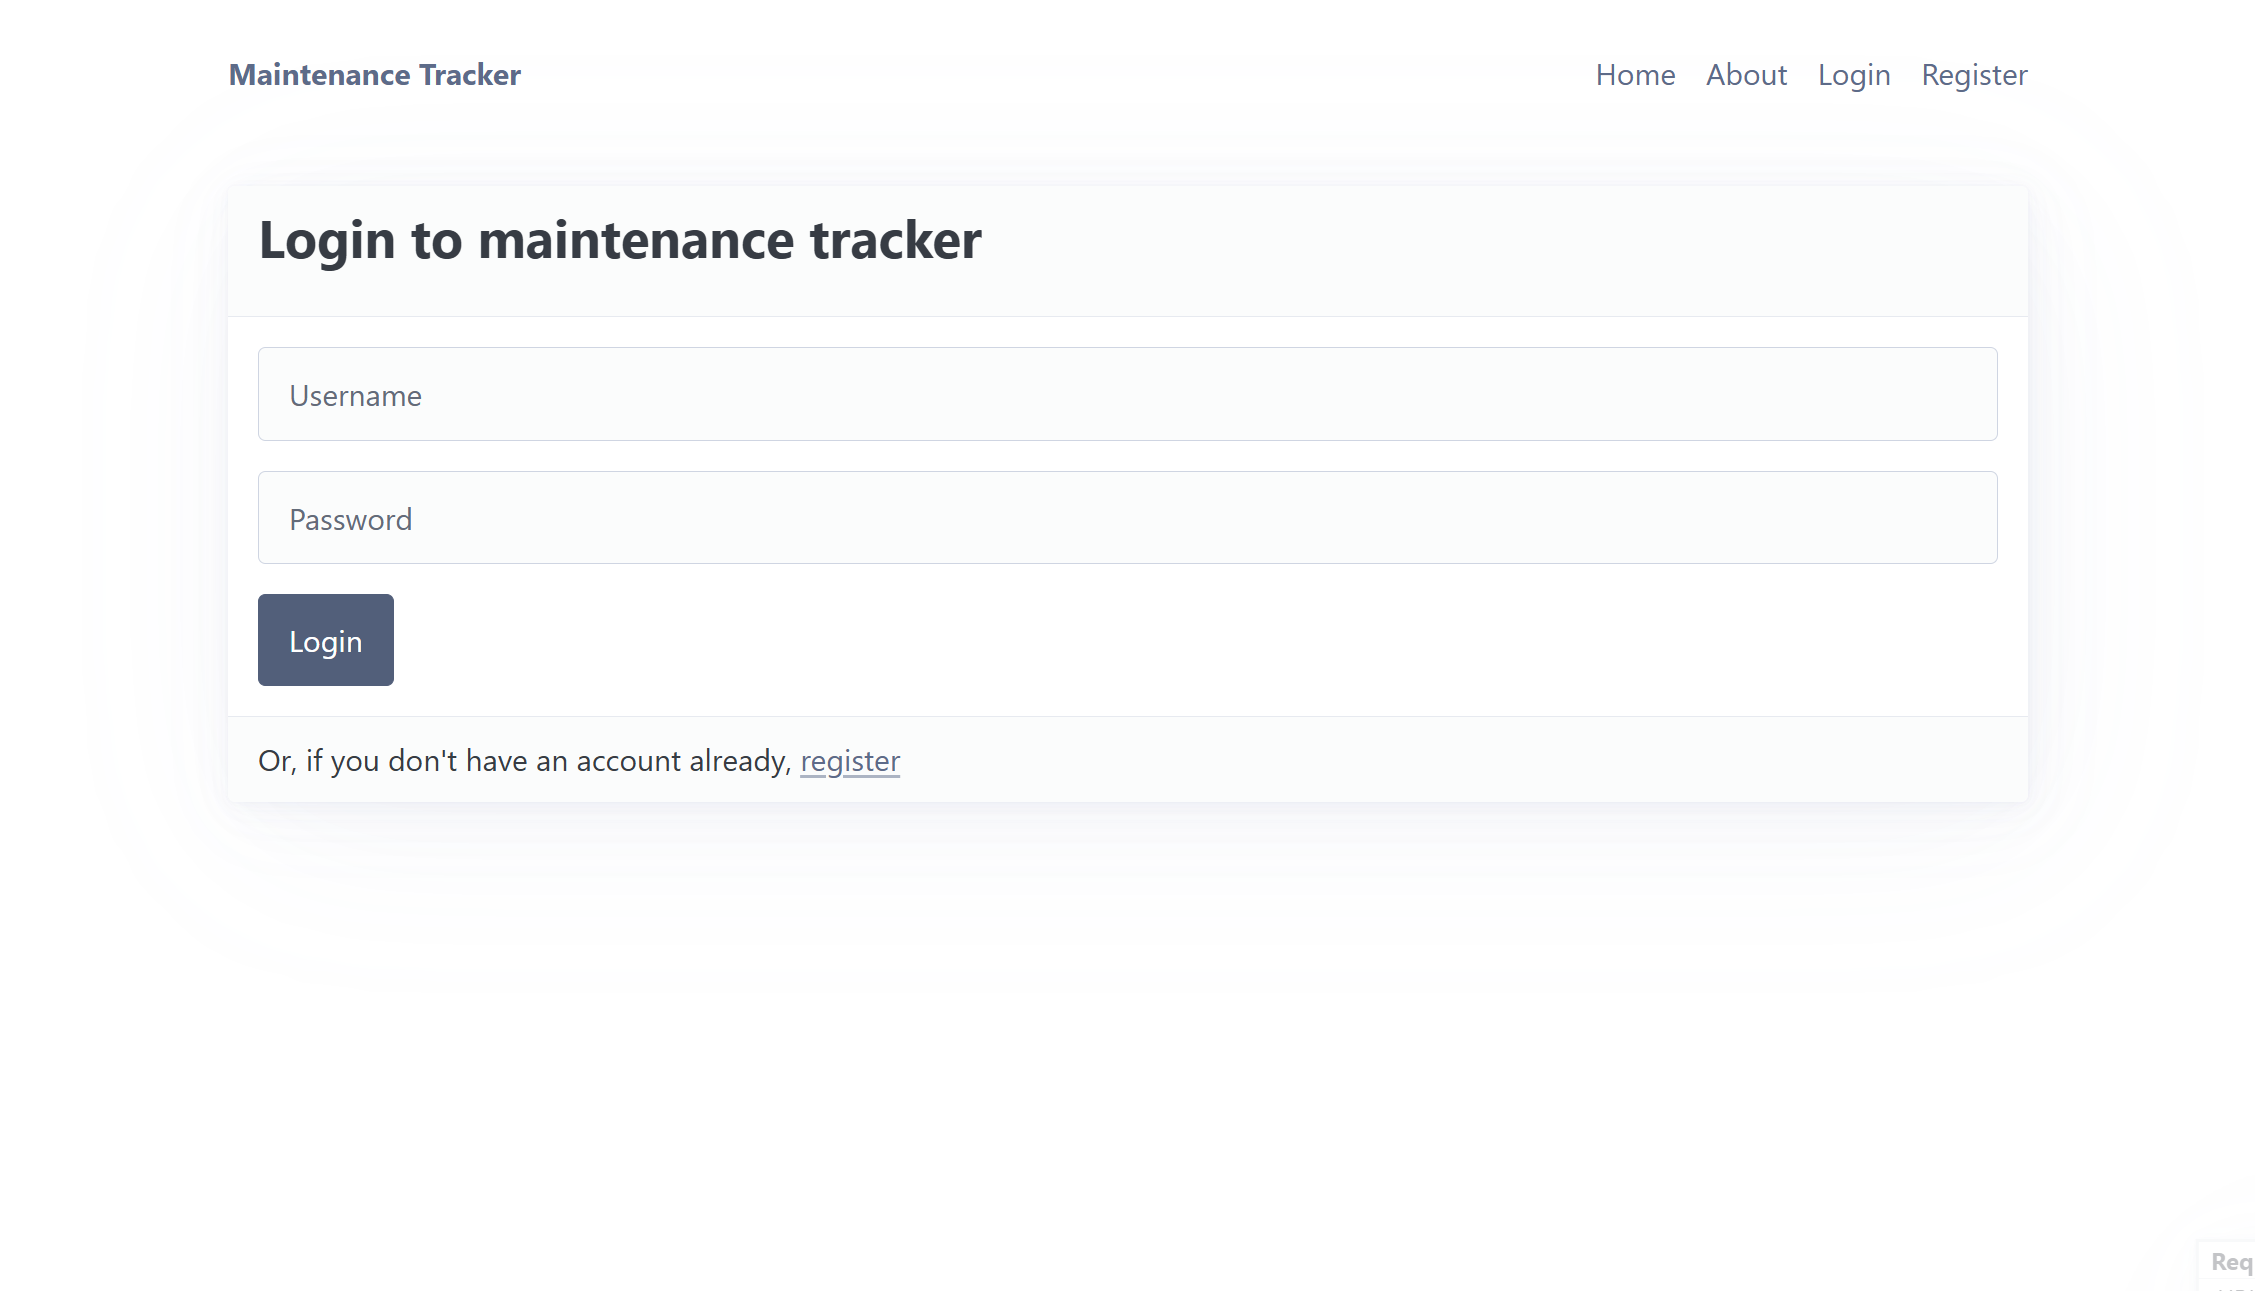 Maintenance Tracker
Home About Login Register
Login to maintenance tracker
Username
Password
Login
Or, if you don't have an account already, register